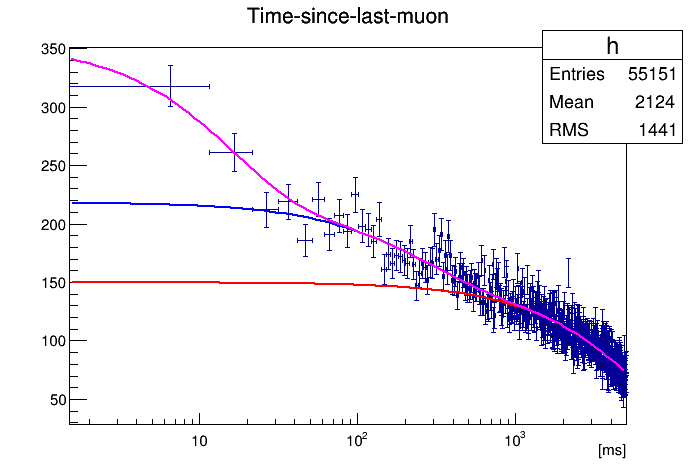 Time-since-last-muon
h
Entries 55151
Mean 2124
RMS 1441
350
300
250
200
150
100
50
10 10² 10³
[ms]